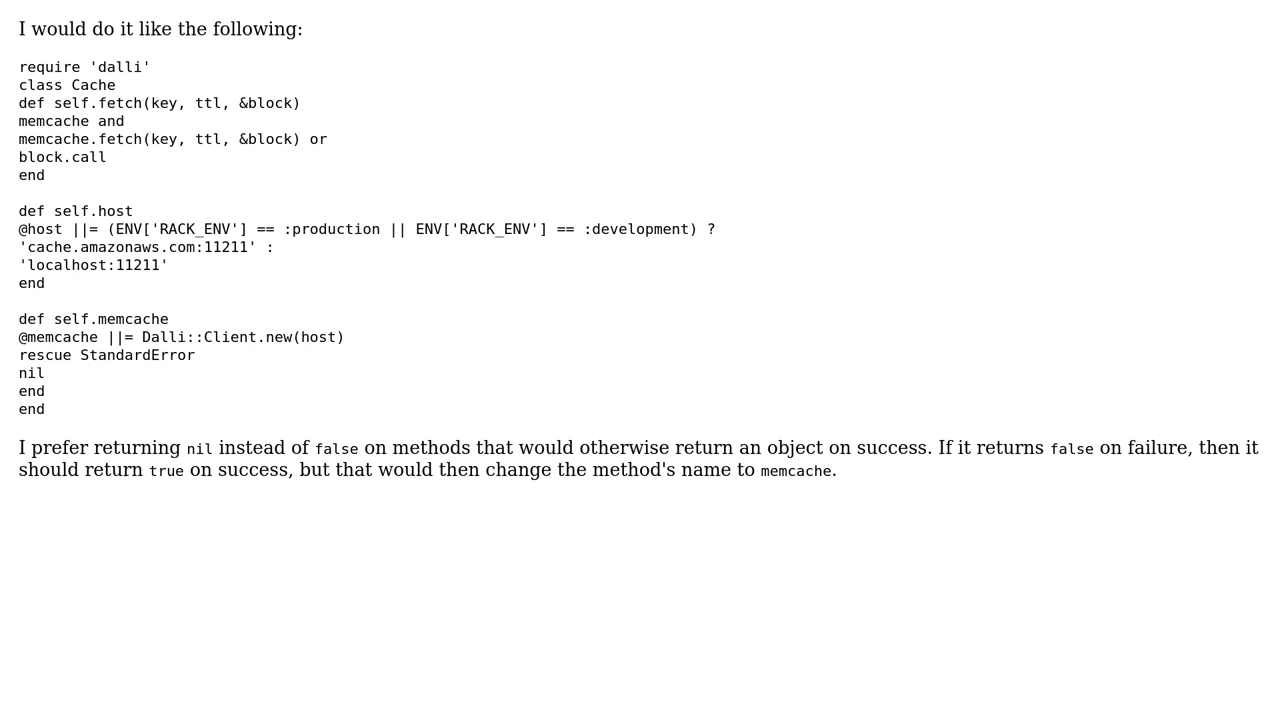 I would do it like the following:
require 'dalli'
class Cache
def self.fetch(key, ttl, &block)
memcache and
memcache.fetch(key, ttl, &block) or
block.call
end
def self.host
@host ||= (ENV['RACK_ENV'] == :production || ENV['RACK_ENV'] == :development) ?
'cache.amazonaws.com:11211' :
'localhost:11211'
end
def self.memcache
@memcache ||= Dalli::Client.new(host)
rescue StandardError
nil
end
end
I prefer returning nil instead of false on methods that would otherwise return an object on success. If it returns false on failure, then it
should return true on success, but that would then change the method's name to memcache.